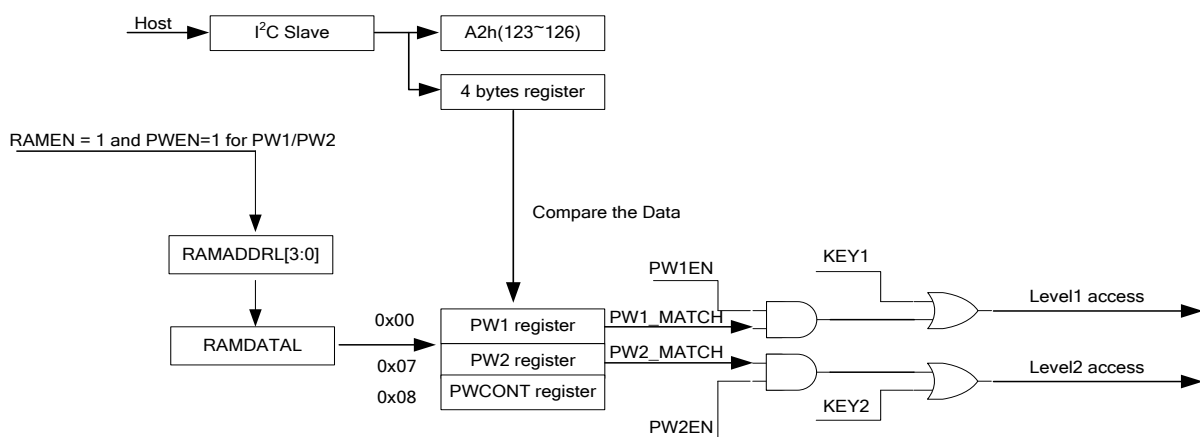 Host
I²C Slave
A2h(123~126)
4 bytes register
RAMEN = 1 and PWEN=1 for PW1/PW2
Compare the Data
RAMADDRL[3:0]
KEY1
PW1EN
Level1 access
0x00
PW1 register
PW1_MATCH
RAMDATAL
PW2 register
PW2_MATCH
0x07
Level2 access
0x08
PWCONT register
KEY2
PW2EN